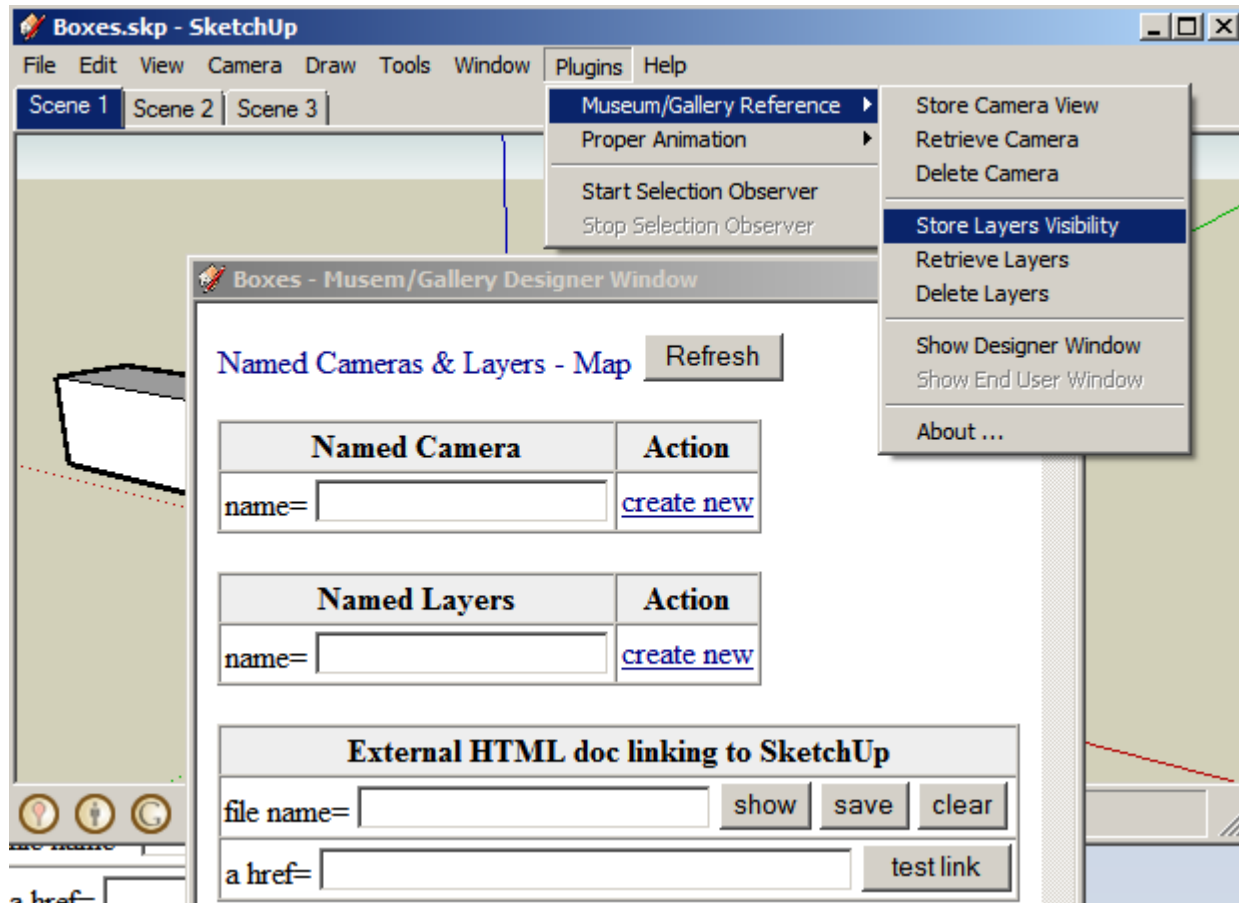 Boxes.skp - SketchUp
File Edit View Camera Draw Tools Window Plugins Help
Scene 1 Scene 2 Scene 3
Museum/Gallery Reference
Proper Animation
Start Selection Observer
Stop Selection Observer
Store Camera View
Retrieve Camera
Delete Camera
Store Layers Visibility
Retrieve Layers
Delete Layers
Show Designer Window
Show End User Window
About ...
Boxes - Musem/Gallery Designer Window
Named Cameras & Layers - Map Refresh
Named Camera Action
name= create new
Named Layers Action
name= create new
External HTML doc linking to SketchUp
file name= show save clear
a href= test link
a href=